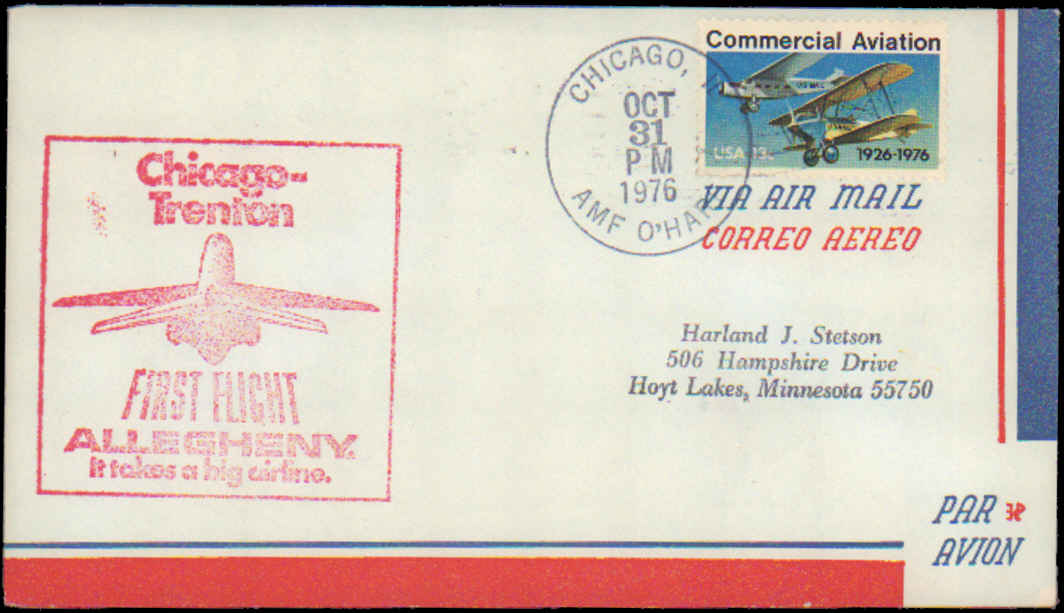 Commercial Aviation
USA 13c 1926-1976
CHICAGO,
OCT
31
PM
1976
AMF O'HAR
VIA AIR MAIL
CORREO AEREO
Chicago-
Trenton
FIRST FLIGHT
ALLEGHENY.
It takes a big airline.
Harland J. Stetson
506 Hampshire Drive
Hoyt Lakes, Minnesota 55750
PAR
AVION